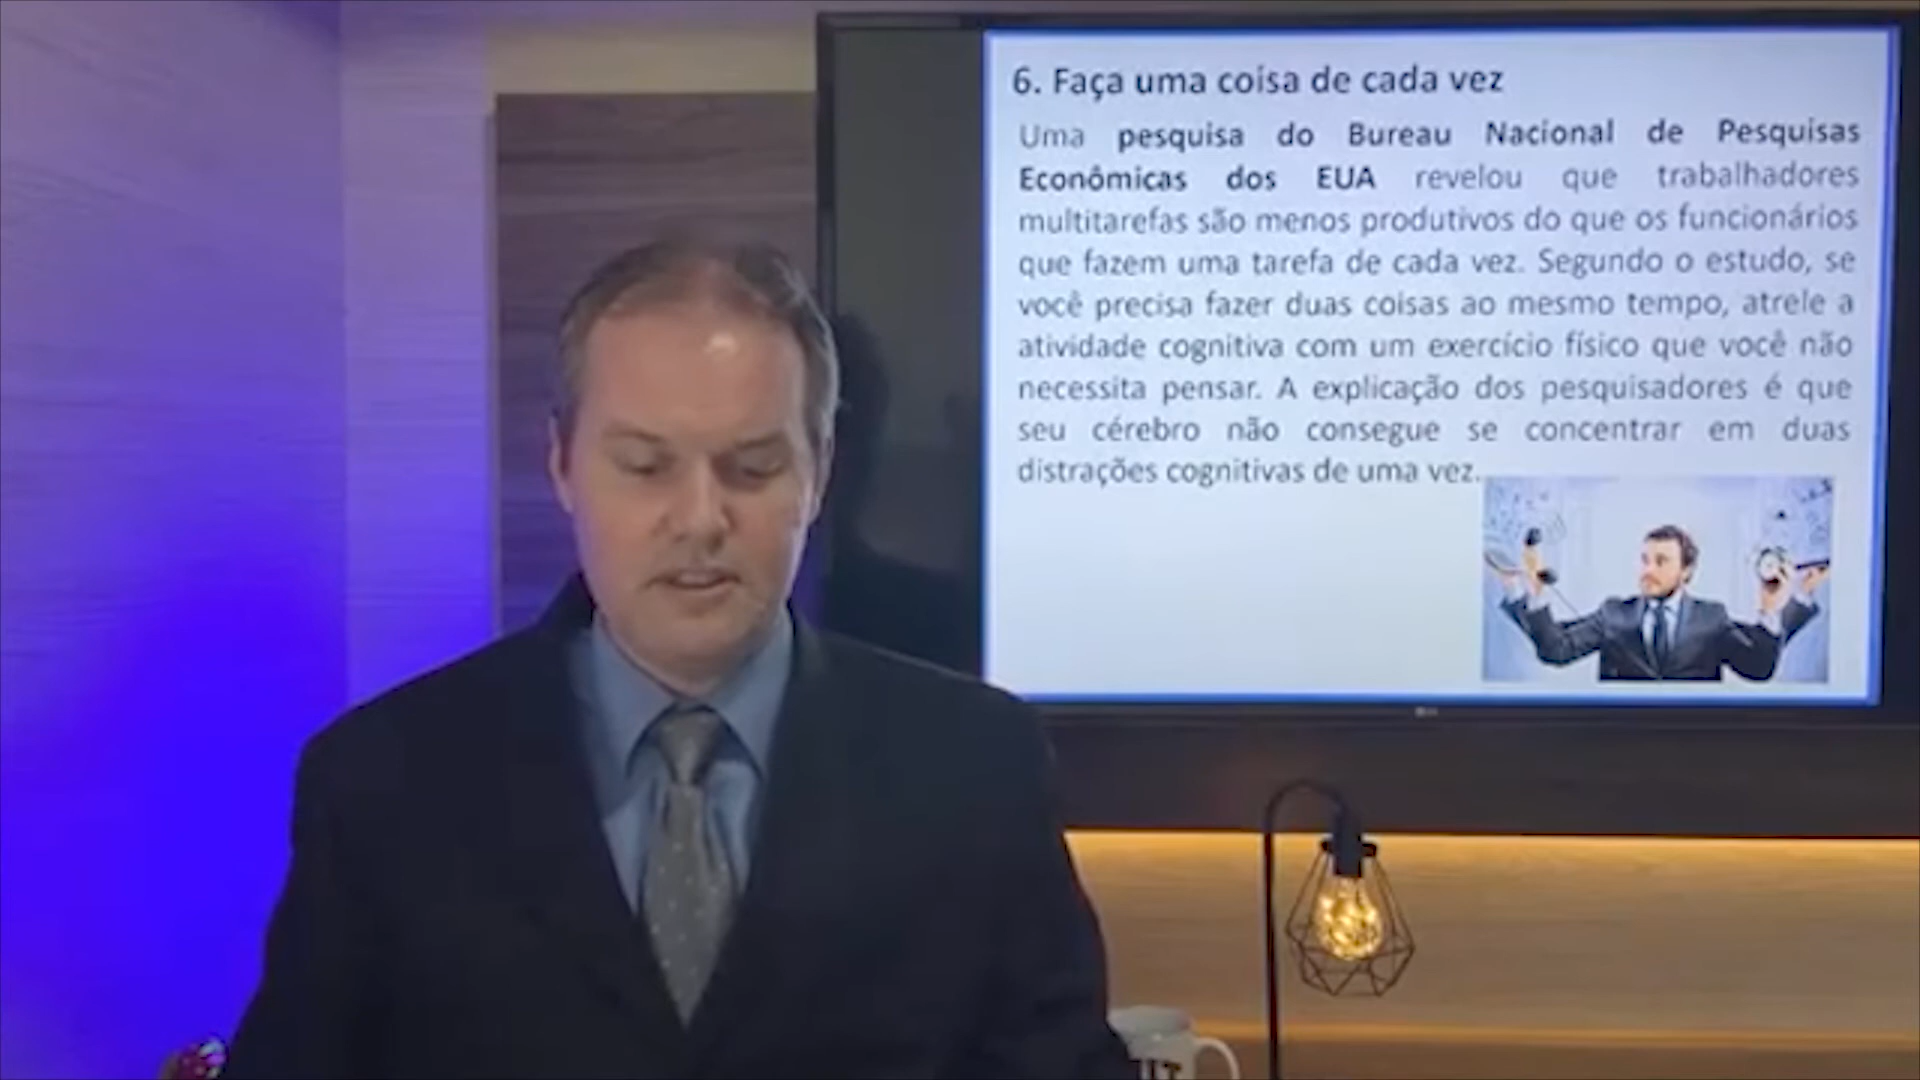 6. Faça uma coisa de cada vez
Uma pesquisa do Bureau Nacional de Pesquisas
Econômicas dos EUA revelou que trabalhadores
multitarefas são menos produtivos do que os funcionários
que fazem uma tarefa de cada vez. Segundo o estudo, se
você precisa fazer duas coisas ao mesmo tempo, atrele a
atividade cognitiva com um exercício físico que você não
necessita pensar. A explicação dos pesquisadores é que
seu cérebro não consegue se concentrar em duas
distrações cognitivas de uma vez.